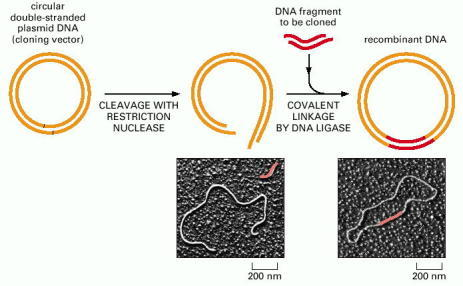 circular
double-stranded
plasmid DNA
(cloning vector)
CLEAVAGE WITH
RESTRICTION
NUCLEASE
DNA fragment
to be cloned
COVALENT
LINKAGE
BY DNA LIGASE
recombinant DNA
200 nm
200 nm